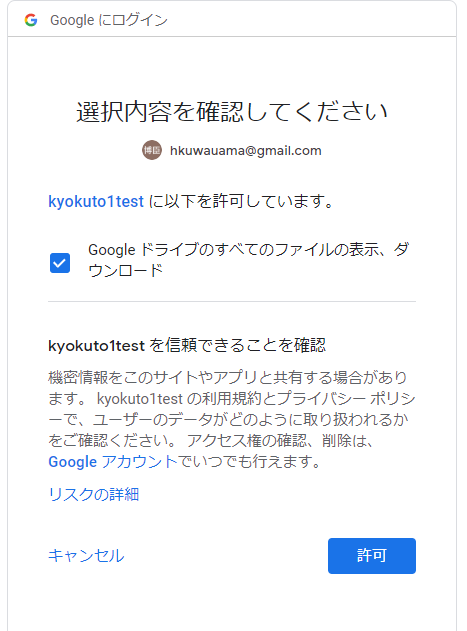 Google にログイン
選択内容を確認してください
博臣 hkuwauama@gmail.com
kyokuto1test に以下を許可しています。
Google ドライブのすべてのファイルの表示、ダ
ウンロード
kyokuto1test を信頼できることを確認
機密情報をこのサイトやアプリと共有する場合があり
ます。 kyokuto1test の利用規約とプライバシー ポリシ
ーで、ユーザーのデータがどのように取り扱われるか
をご確認ください。 アクセス権の確認、削除は、
Google アカウントでいつでも行えます。
リスクの詳細
キャンセル
許可